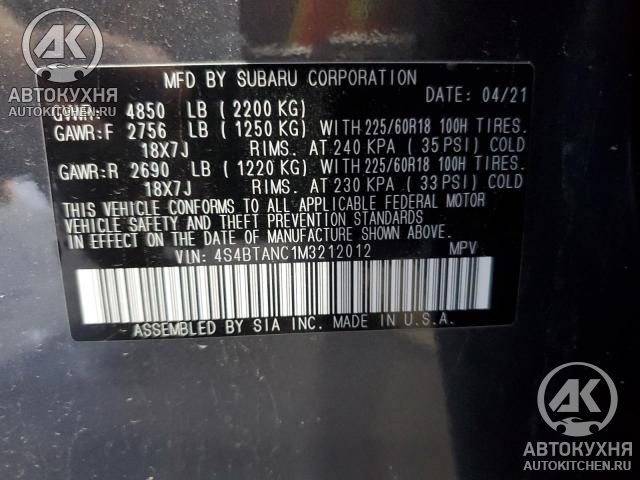 АК
АВТОКУХНЯ
AUTOKITCHEN.RU
MFD BY SUBARU CORPORATION
DATE: 04/21
GVWR: 4850 LB ( 2200 KG)
GAWR:F 2756 LB ( 1250 KG) WITH 225/60R18 100H TIRES.
18X7J RIMS. AT 240 KPA ( 35 PSI) COLD
GAWR:R 2690 LB ( 1220 KG) WITH 225/60R18 100H TIRES.
18X7J RIMS. AT 230 KPA ( 33 PSI) COLD
THIS VEHICLE CONFORMS TO ALL APPLICABLE FEDERAL MOTOR
VEHICLE SAFETY AND THEFT PREVENTION STANDARDS
IN EFFECT ON THE DATE OF MANUFACTURE SHOWN ABOVE.
VIN: 4S4BTANC1M3212012 MPV
ASSEMBLED BY SIA INC. MADE IN U.S.A.
АК
АВТОКУХНЯ
AUTOKITCHEN.RU